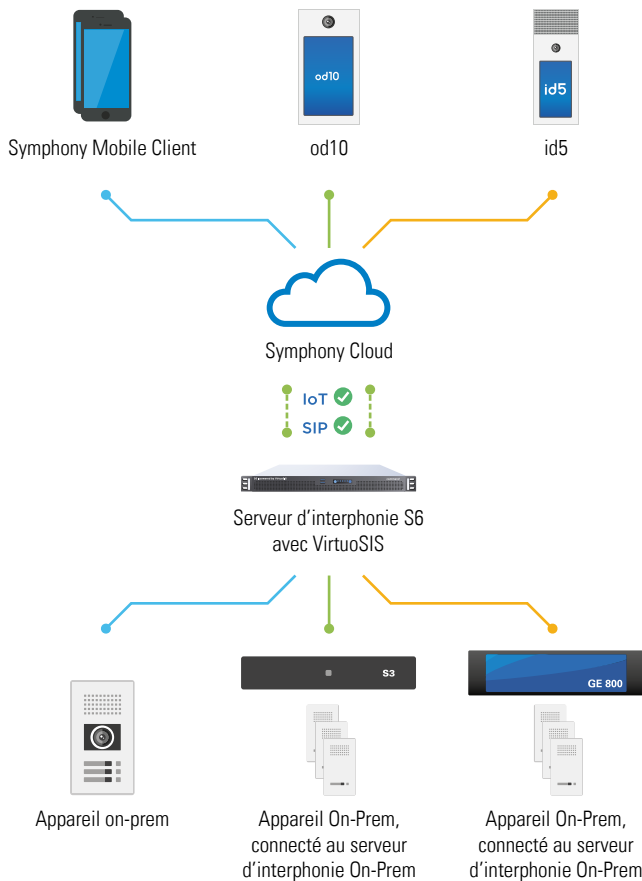 od10
id5
Symphony Mobile Client
od10
id5
Symphony Cloud
IoT
SIP
Serveur d'interphonie S6
avec VirtuoSIS
S3
GE 800
Appareil on-prem
Appareil On-Prem,
connecté au serveur
d'interphonie On-Prem
Appareil On-Prem,
connecté au serveur
d'interphonie On-Prem